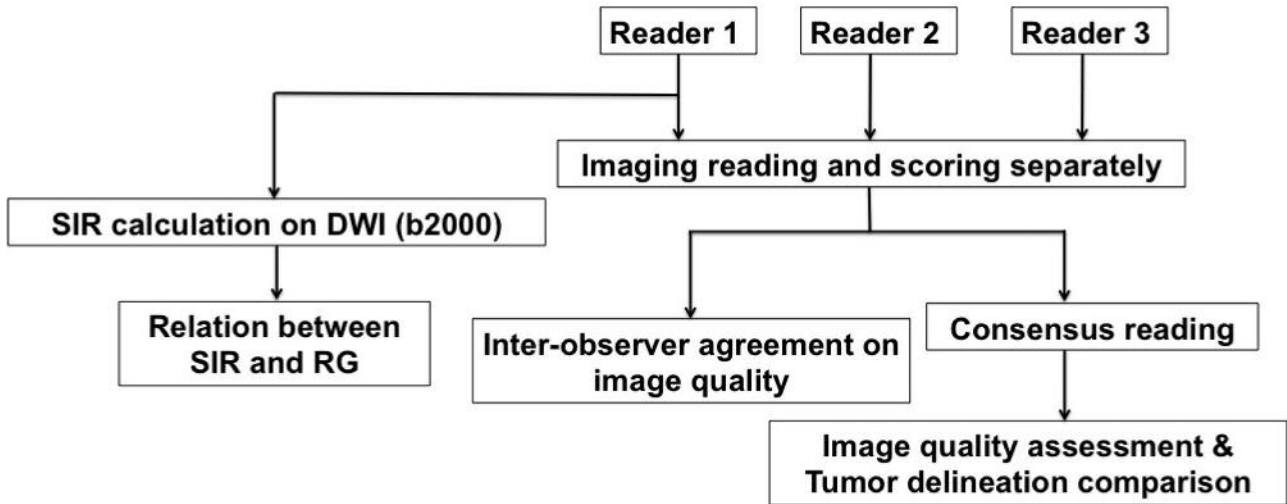 Reader 1
Reader 2
Reader 3
Imaging reading and scoring separately
SIR calculation on DWI (b2000)
Relation between
SIR and RG
Inter-observer agreement on
image quality
Consensus reading
Image quality assessment &
Tumor delineation comparison